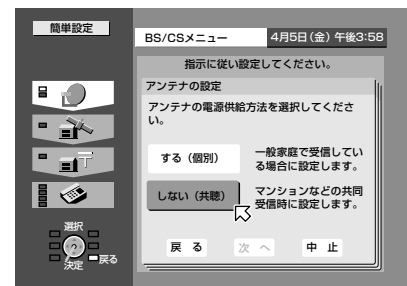 簡単設定
BS/CSメニュー
4月5日(金) 午後3:58
指示に従い設定してください。
アンテナの設定
アンテナの電源供給方法を選択してくださ
い。
する（個別）
一般家庭で受信してい
る場合に設定します。
しない（共聴）
マンションなどの共同
受信時に設定します。
選択
決定
戻る
戻 る
次 へ
中 止